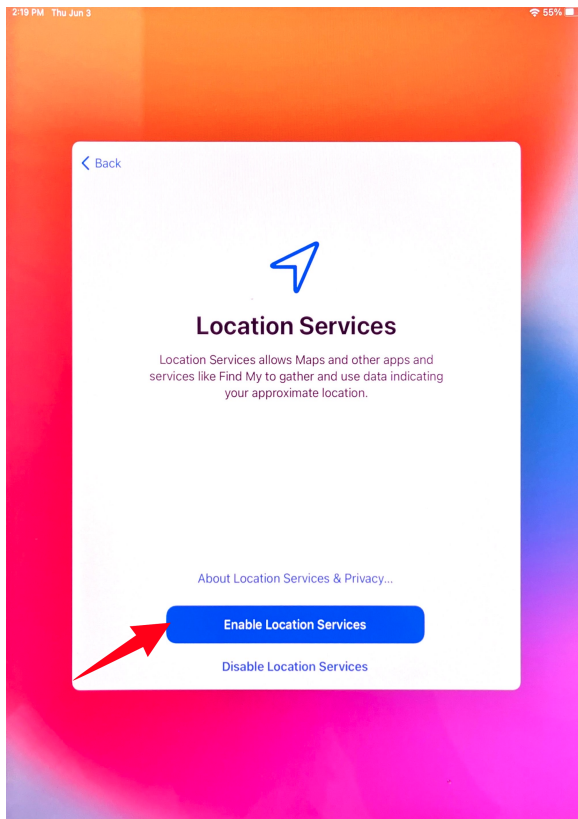 2:19 PM Thu Jun 3
55%
Back
Location Services
Location Services allows Maps and other apps and
services like Find My to gather and use data indicating
your approximate location.
About Location Services & Privacy...
Enable Location Services
Disable Location Services